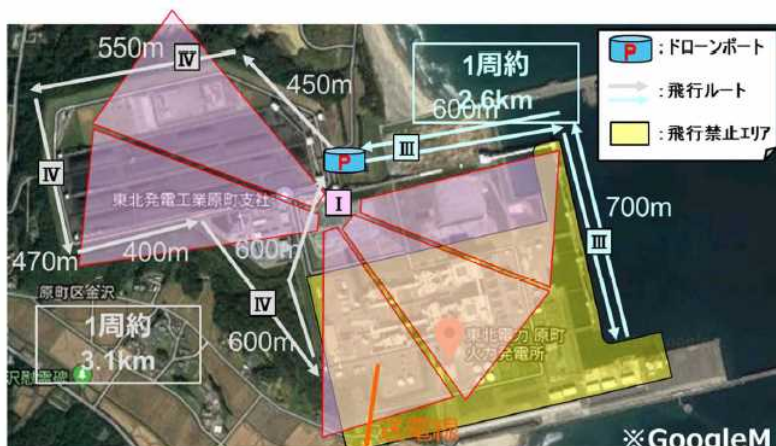 550m
Ⅳ
450m
1周約
2.6km
600m
P
:ドローンポート
:飛行ルート
:飛行禁止エリア
P
Ⅲ
Ⅳ
東北発電工業原町支社
Ⅰ
700m
Ⅲ
470m
400m
600m
原町区金沢
Ⅳ
1周約
3.1km
600m
東北電力 原町
火力発電所
※GoogleM